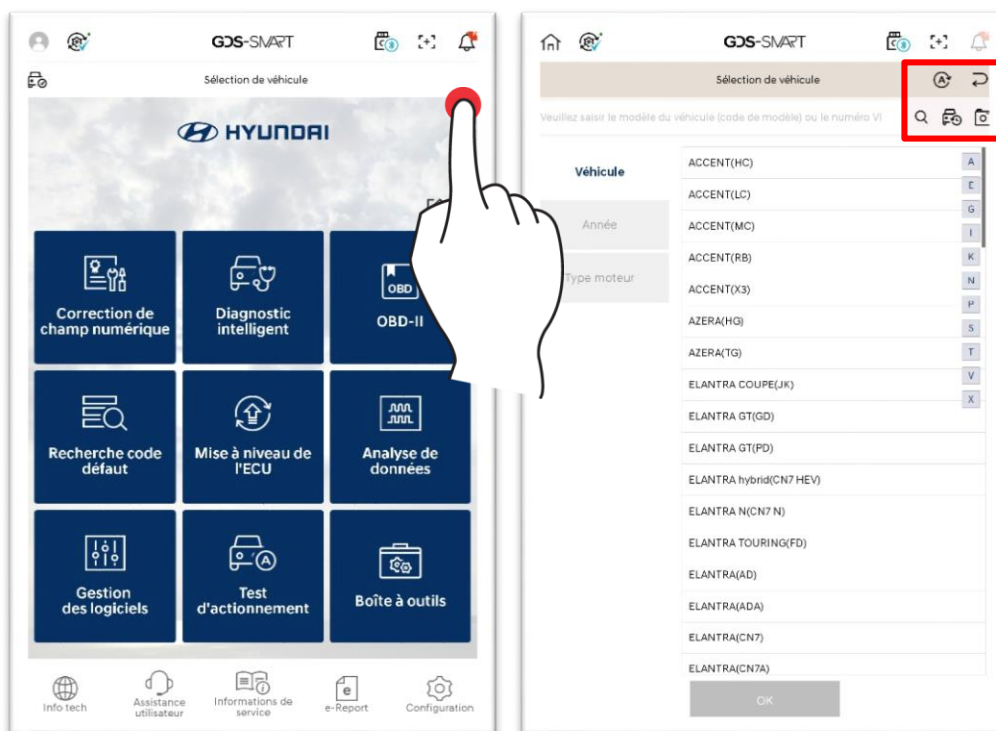 GDS-SMART
Sélection de véhicule
HYUNDAI
Correction de
champ numérique
Diagnostic
intelligent
OBD
OBD-II
Recherche code
défaut
Mise à niveau de
l'ECU
Analyse de
données
Gestion
des logiciels
Test
d'actionnement
Boîte à outils
Info tech
Assistance
utilisateur
Informations de
service
e-Report
Configuration
GDS-SMART
Sélection de véhicule
Veuillez saisir le modèle du véhicule (code de modèle) ou le numéro VI
Véhicule
Année
Type moteur
ACCENT(HC)
ACCENT(LC)
ACCENT(MC)
ACCENT(RB)
ACCENT(X3)
AZERA(HG)
AZERA(TG)
ELANTRA COUPE(JK)
ELANTRA GT(GD)
ELANTRA GT(PD)
ELANTRA hybrid(CN7 HEV)
ELANTRA N(CN7 N)
ELANTRA TOURING(FD)
ELANTRA(AD)
ELANTRA(ADA)
ELANTRA(CN7)
ELANTRA(CN7A)
A
E
G
I
K
N
P
S
T
V
X
OK